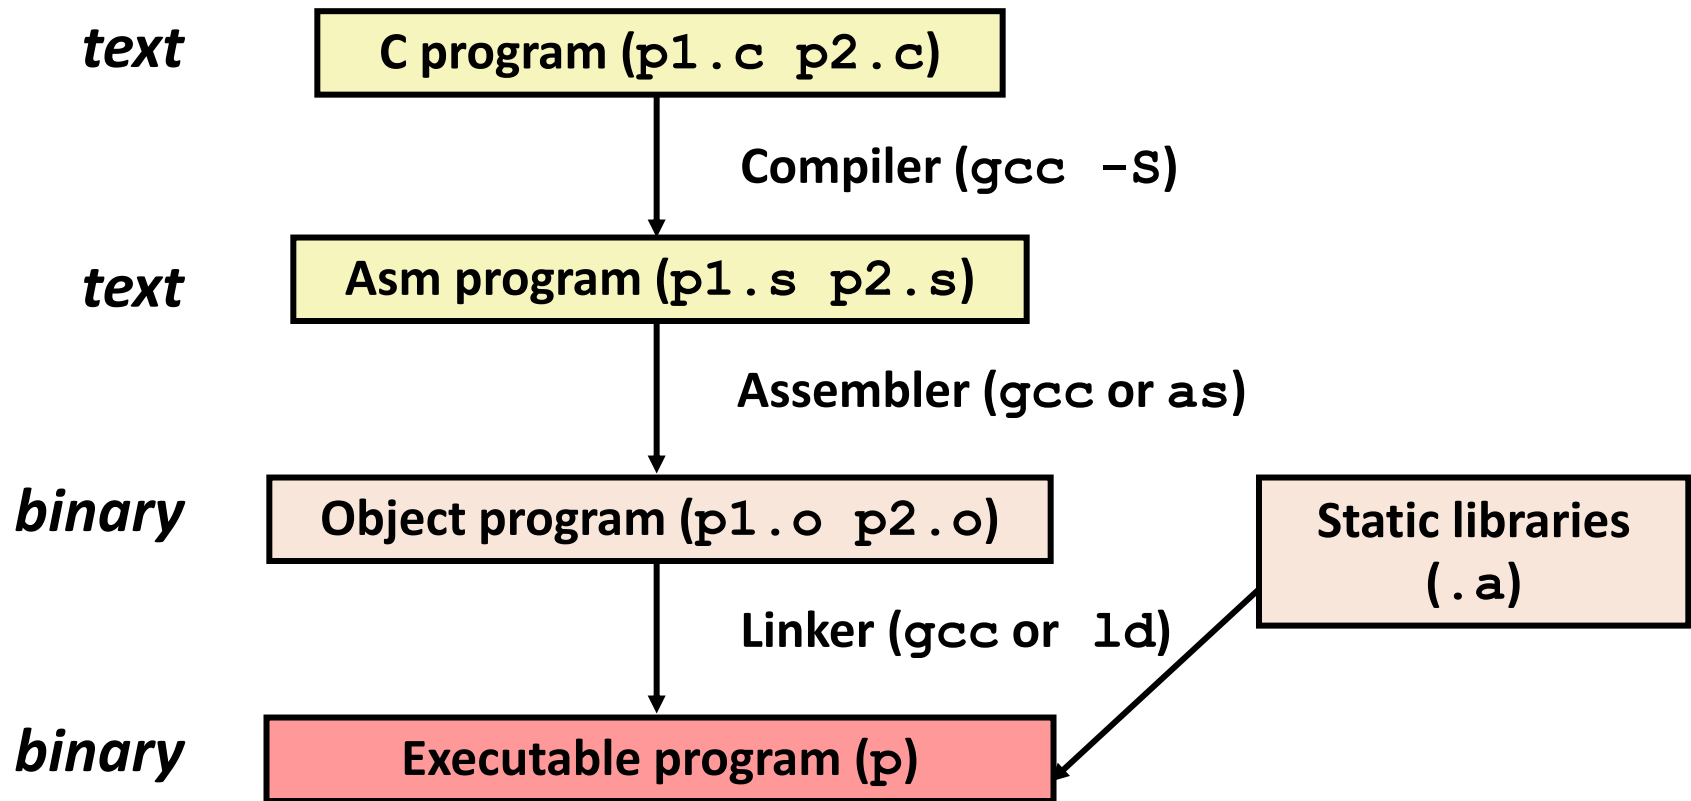 text
C program (p1.c p2.c)
Compiler (gcc -S)
text
Asm program (p1.s p2.s)
Assembler (gcc or as)
binary
Object program (p1.o p2.o)
Static libraries
(.a)
Linker (gcc or ld)
binary
Executable program (p)